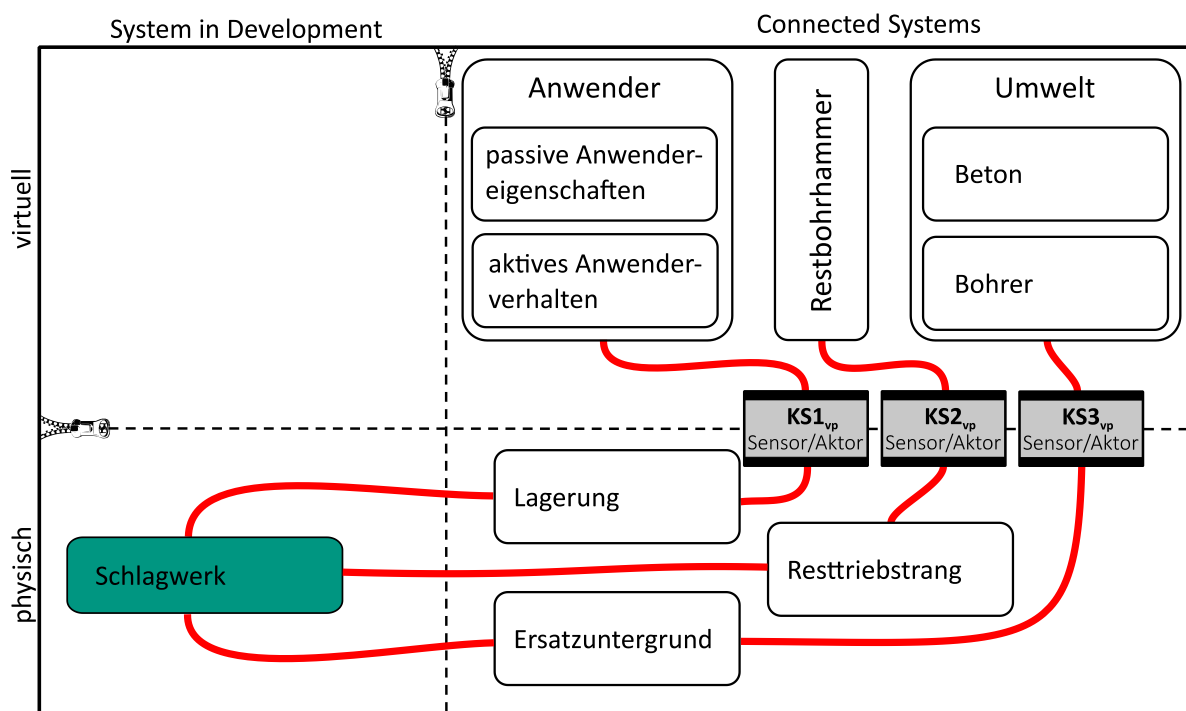 System in Development
Connected Systems
virtuell
physisch
Anwender
passive Anwender-
eigenschaften
aktives Anwender-
verhalten
Restbohrhammer
Umwelt
Beton
Bohrer
KS1vp
Sensor/Aktor
KS2vp
Sensor/Aktor
KS3vp
Sensor/Aktor
Lagerung
Schlagwerk
Resttriebstrang
Ersatzuntergrund